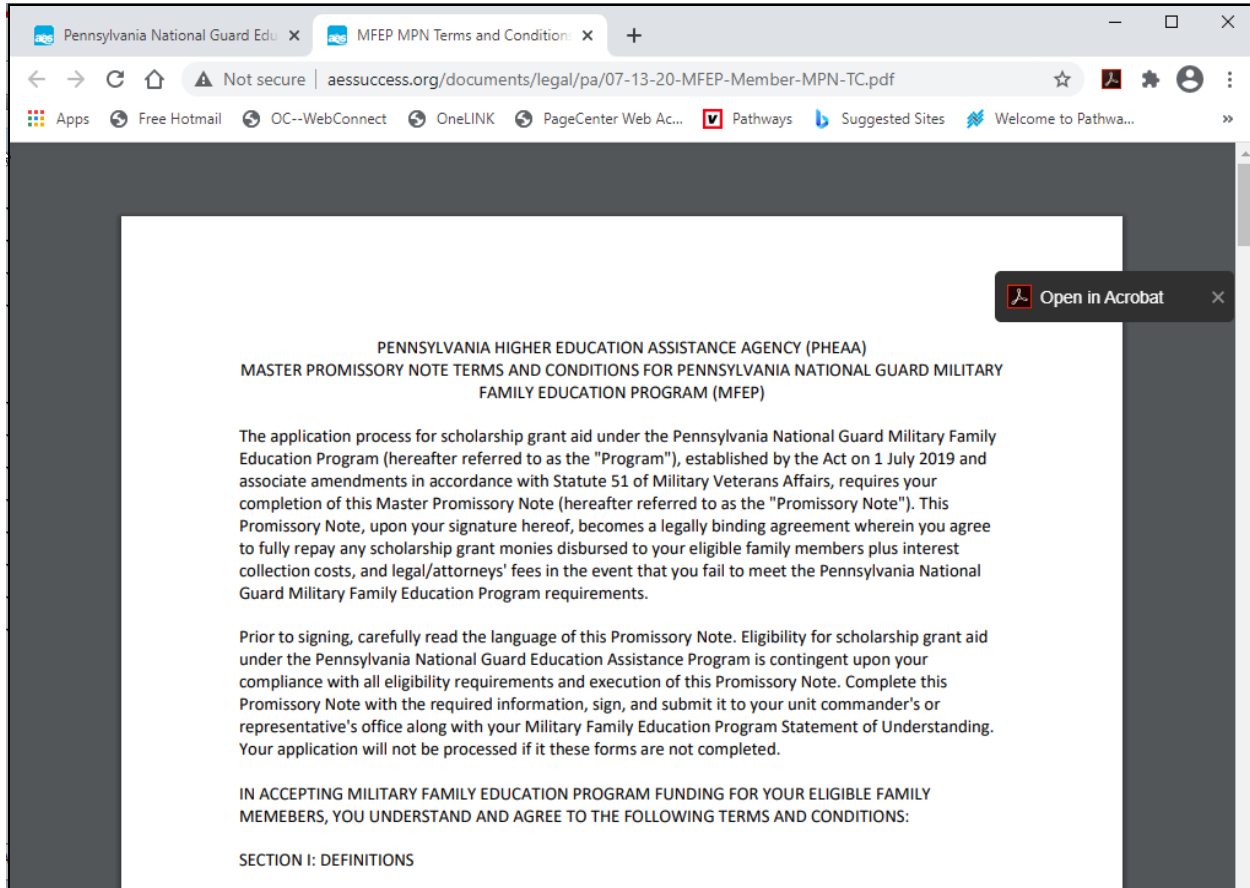 Pennsylvania National Guard Edu
MFEP MPN Terms and Condition
Not secure | aessuccess.org/documents/legal/pa/07-13-20-MFEP-Member-MPN-TC.pdf
Apps Free Hotmail OC--WebConnect OneLINK PageCenter Web Ac... Pathways Suggested Sites Welcome to Pathwa... »
Open in Acrobat
PENNSYLVANIA HIGHER EDUCATION ASSISTANCE AGENCY (PHEAA)
MASTER PROMISSORY NOTE TERMS AND CONDITIONS FOR PENNSYLVANIA NATIONAL GUARD MILITARY
FAMILY EDUCATION PROGRAM (MFEP)
The application process for scholarship grant aid under the Pennsylvania National Guard Military Family
Education Program (hereafter referred to as the "Program"), established by the Act on 1 July 2019 and
associate amendments in accordance with Statute 51 of Military Veterans Affairs, requires your
completion of this Master Promissory Note (hereafter referred to as the "Promissory Note"). This
Promissory Note, upon your signature hereof, becomes a legally binding agreement wherein you agree
to fully repay any scholarship grant monies disbursed to your eligible family members plus interest
collection costs, and legal/attorneys' fees in the event that you fail to meet the Pennsylvania National
Guard Military Family Education Program requirements.
Prior to signing, carefully read the language of this Promissory Note. Eligibility for scholarship grant aid
under the Pennsylvania National Guard Education Assistance Program is contingent upon your
compliance with all eligibility requirements and execution of this Promissory Note. Complete this
Promissory Note with the required information, sign, and submit it to your unit commander's or
representative's office along with your Military Family Education Program Statement of Understanding.
Your application will not be processed if it these forms are not completed.
IN ACCEPTING MILITARY FAMILY EDUCATION PROGRAM FUNDING FOR YOUR ELIGIBLE FAMILY
MEMEBERS, YOU UNDERSTAND AND AGREE TO THE FOLLOWING TERMS AND CONDITIONS:
SECTION I: DEFINITIONS